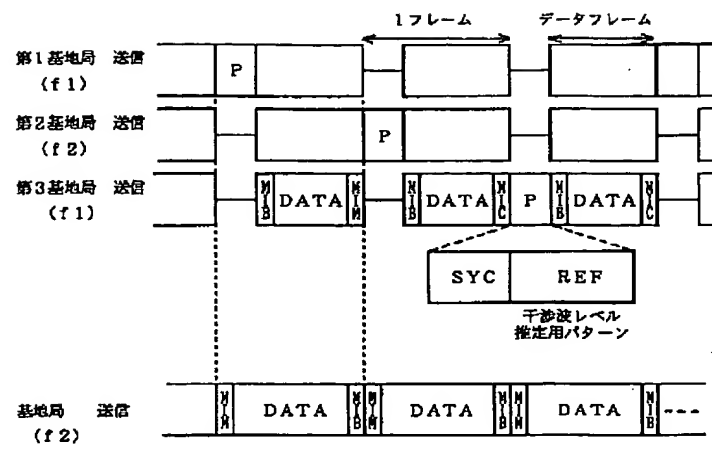 1フレーム データフレーム
第1基地局 送信 P
(f1)
第2基地局 送信 P
(f2)
第3基地局 送信 DATA DATA P DATA
(f1)
SYC REF
干渉波レベル
推定用パターン
基地局 送信 DATA DATA DATA
(f2)